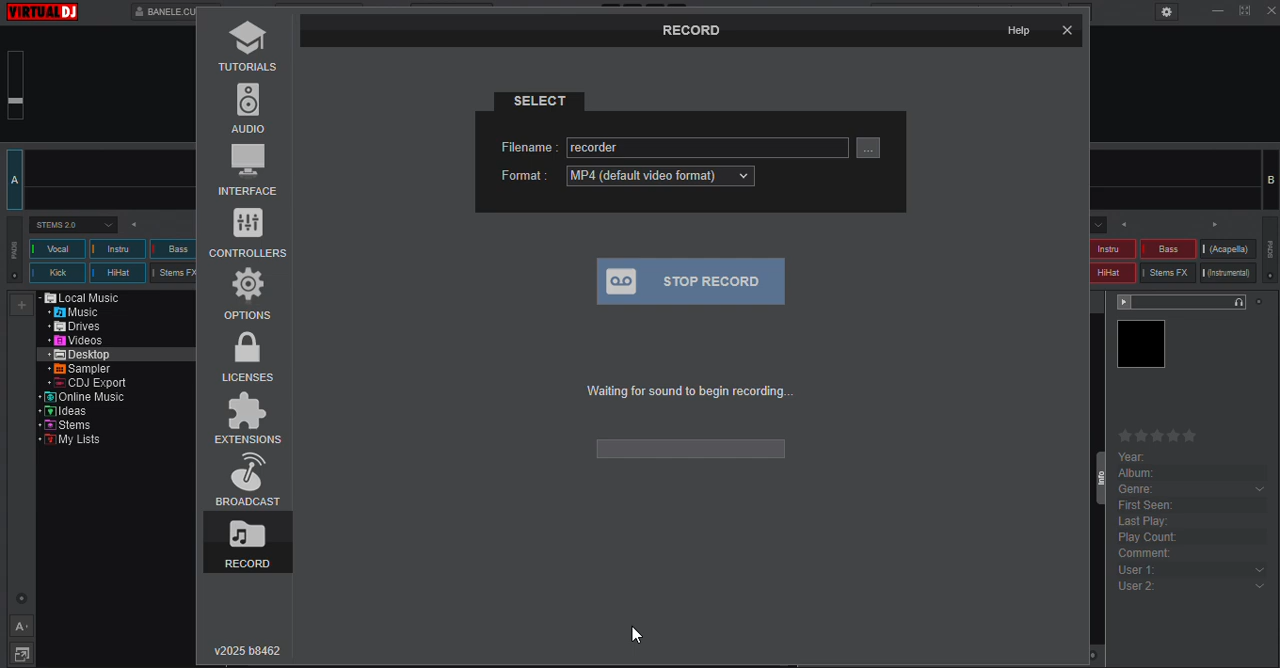 VIRTUALDJ
BANELE.CU
RECORD
Help
TUTORIALS
AUDIO
INTERFACE
CONTROLLERS
OPTIONS
LICENSES
EXTENSIONS
BROADCAST
RECORD
v2025 b8462
SELECT
Filename :
recorder
...
Format :
MP4 (default video format)
STOP RECORD
Waiting for sound to begin recording...
A
STEMS 2.0
PADS
Vocal
Instru
Bass
Kick
HiHat
Stems FX
Local Music
Music
Drives
Videos
Desktop
Sampler
CDJ Export
Online Music
Ideas
Stems
My Lists
A
B
PADS
Instru
Bass
(Acapella)
HiHat
Stems FX
(Instrumental)
Info
Year:
Album:
Genre:
First Seen:
Last Play:
Play Count:
Comment:
User 1:
User 2: